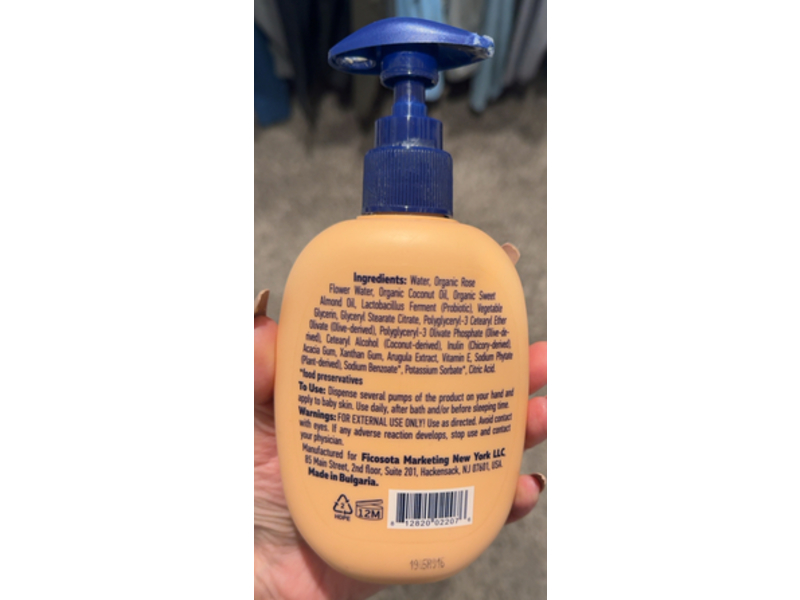 Ingredients: Water, Organic Rose
Flower Water, Organic Coconut Oil, Organic Sweet
Almond Oil, Lactobacillus Ferment (Probiotic), Vegetable
Glycerin, Glyceryl Stearate Citrate, Polyglyceryl-3 Cetearyl Ether
Olivate (Olive-derived), Polyglyceryl-3 Olivate Phosphate (Olive-de-
rived), Cetearyl Alcohol (Coconut-derived), Inulin (Chicory-derived),
Acacia Gum, Xanthan Gum, Arugula Extract, Vitamin E, Sodium Phytate
(Plant-derived), Sodium Benzoate*, Potassium Sorbate*, Citric Acid.
*food preservatives
To Use: Dispense several pumps of the product on your hand and
apply to baby skin. Use daily, after bath and/or before sleeping time.
Warnings: FOR EXTERNAL USE ONLY! Use as directed. Avoid contact
with eyes. If any adverse reaction develops, stop use and contact
your physician.
Manufactured for Ficosota Marketing New York LLC,
85 Main Street, 2nd floor, Suite 201, Hackensack, NJ 07601, USA.
Made in Bulgaria.
2
HDPE
12M
12820 02207